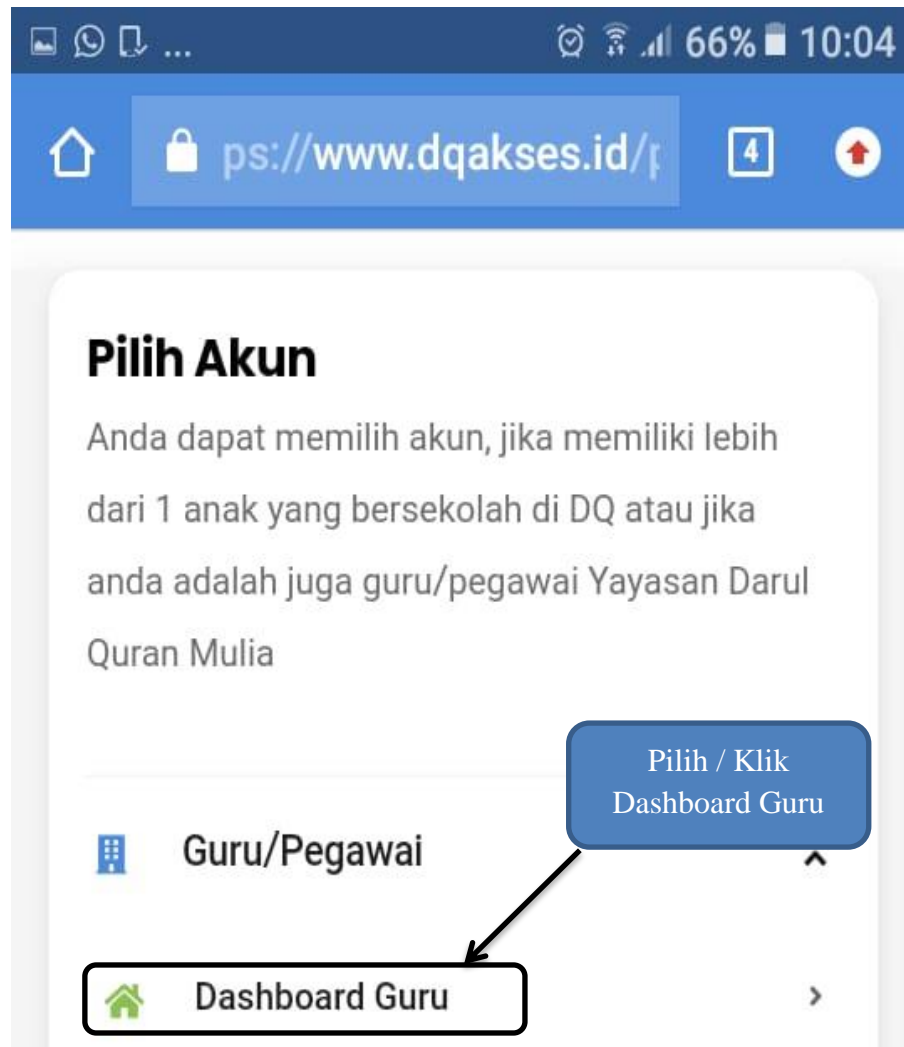 ... 66% 10:04
ps://www.dqakses.id/p
4
Pilih Akun
Anda dapat memilih akun, jika memiliki lebih
dari 1 anak yang bersekolah di DQ atau jika
anda adalah juga guru/pegawai Yayasan Darul
Quran Mulia
Pilih / Klik
Dashboard Guru
Guru/Pegawai
Dashboard Guru